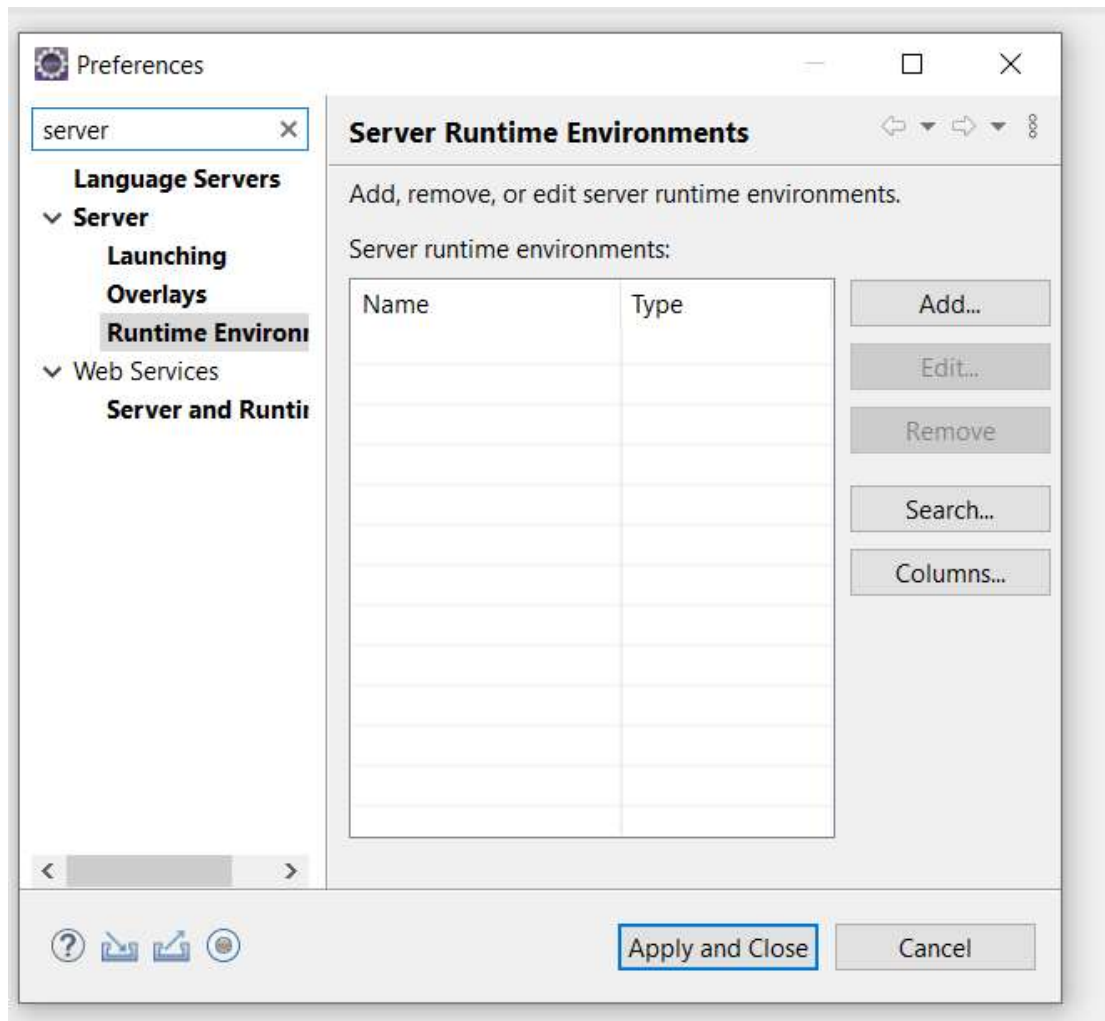 Preferences
server
Language Servers
Server
Launching
Overlays
Runtime Environ
Web Services
Server and Runti
Server Runtime Environments
Add, remove, or edit server runtime environments.
Server runtime environments:
Name Type
Add...
Edit...
Remove
Search...
Columns...
Apply and Close Cancel